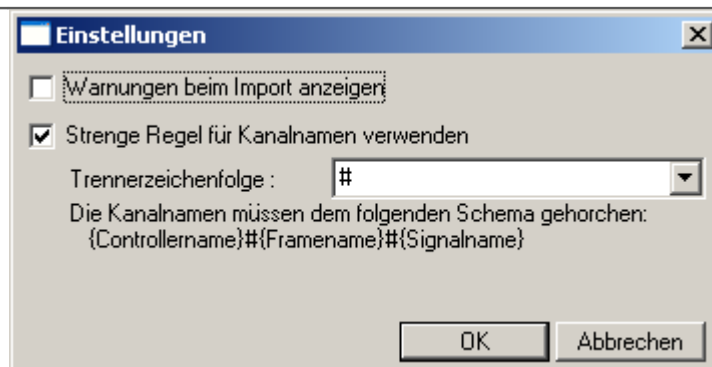 Einstellungen
Warnungen beim Import anzeigen
Strenge Regel für Kanalnamen verwenden
Trennerzeichenfolge : #
Die Kanalnamen müssen dem folgenden Schema gehorchen:
{Controllername}#{Framename}#{Signalname}
OK Abbrechen